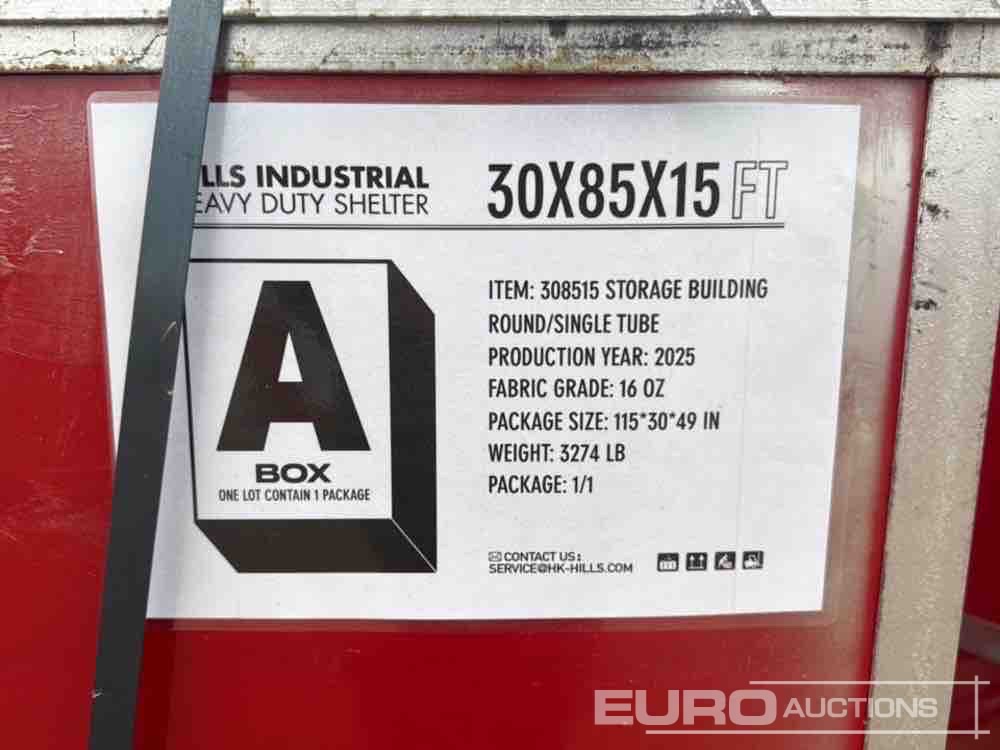 LLS INDUSTRIAL
EAVY DUTY SHELTER
30X85X15 FT
A
BOX
ONE LOT CONTAIN 1 PACKAGE
ITEM: 308515 STORAGE BUILDING
ROUND/SINGLE TUBE
PRODUCTION YEAR: 2025
FABRIC GRADE: 16 OZ
PACKAGE SIZE: 115*30*49 IN
WEIGHT: 3274 LB
PACKAGE: 1/1
CONTACT US:
SERVICE@HK-HILLS.COM
EURO AUCTIONS